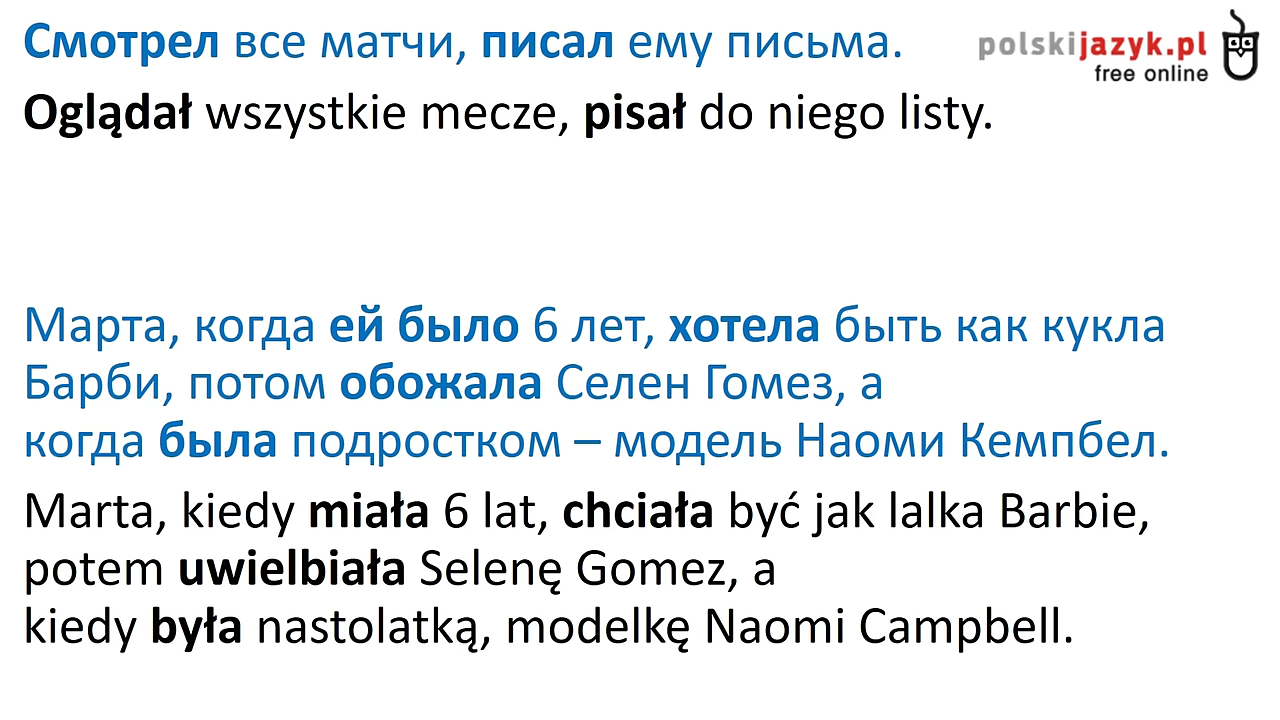 Смотрел все матчи, писал ему письма.
polskijazyk.pl
free online
Oglądał wszystkie mecze, pisał do niego listy.
Марта, когда ей было 6 лет, хотела быть как кукла
Барби, потом обожала Селен Гомез, а
когда была подростком – модель Наоми Кемпбел.
Marta, kiedy miała 6 lat, chciała być jak lalka Barbie,
potem uwielbiała Selenę Gomez, a
kiedy była nastolatką, modelkę Naomi Campbell.